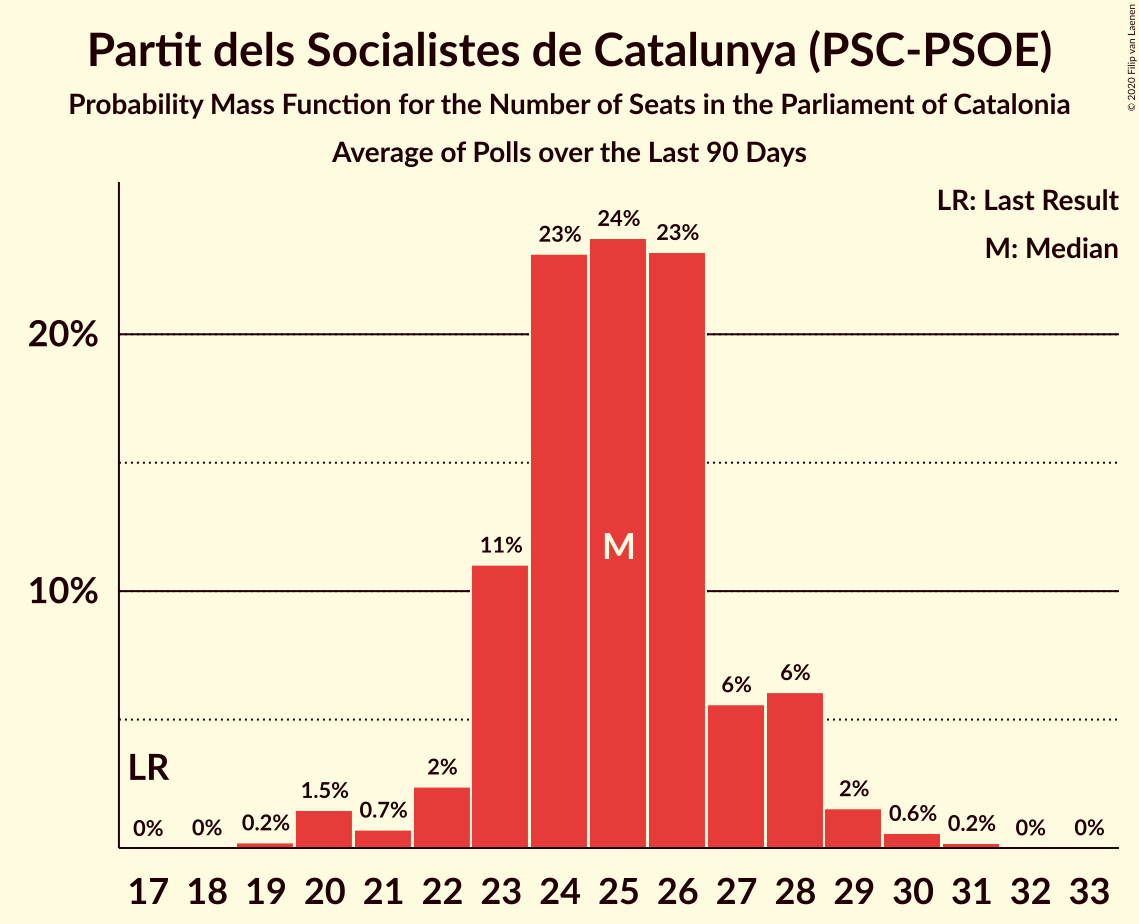 Partit dels Socialistes de Catalunya (PSC-PSOE)
Probability Mass Function for the Number of Seats in the Parliament of Catalonia
Average of Polls over the Last 90 Days
© 2020 Filip van Laenen
LR: Last Result
M: Median
20%
10%
LR
M
0% 0% 0.2% 1.5% 0.7% 2% 11% 23% 24% 23% 6% 6% 2% 0.6% 0.2% 0% 0%
17 18 19 20 21 22 23 24 25 26 27 28 29 30 31 32 33